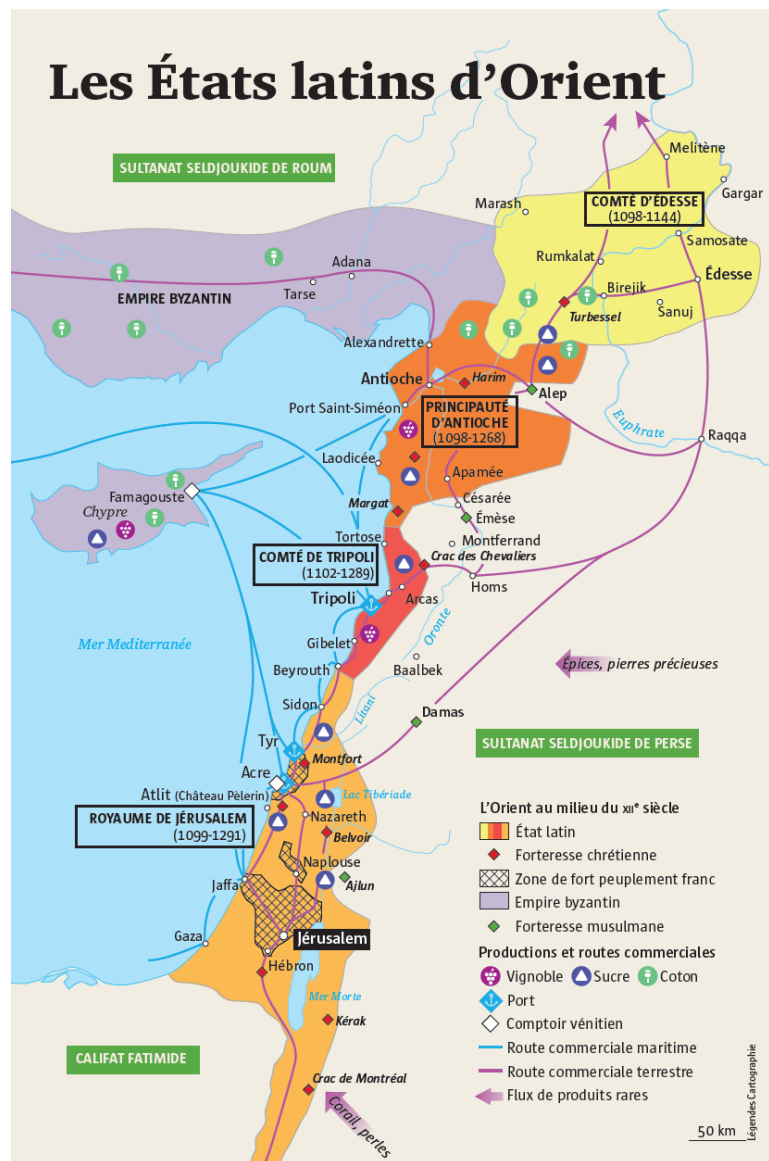 Les États latins d'Orient
SULTANAT SELDJOUKIDE DE ROUM
Melitène
Gargar
Marash
COMTÉ D'ÉDESSE
(1098-1144)
Samosate
Rumkalat
Adana
Tarse
EMPIRE BYZANTIN
Édesse
Birejik
Turbessel
Sanuj
Alexandrette
Antioche
Harim
Alep
Port Saint-Siméon
PRINCIPAUTÉ
D'ANTIOCHE
(1098-1268)
Euphrate
Raqqa
Laodicée
Apamée
Famagouste
Chypre
Césarée
Margat
Émèse
Tortose
Montferrand
Crac des Chevaliers
COMTÉ DE TRIPOLI
(1102-1289)
Homs
Tripoli
Arcas
Oronte
Mer Mediterranée
Gibelet
Beyrouth
Baalbek
Épices, pierres précieuses
Sidon
Litani
Damas
Tyr
SULTANAT SELDJOUKIDE DE PERSE
Montfort
Acre
Atlit (Château Pèlerin)
Lac Tibériade
ROYAUME DE JÉRUSALEM
(1099-1291)
Nazareth
Belvoir
Naplouse
Jaffa
Ajlun
Gaza
Jérusalem
Hébron
Mer Morte
Kérak
CALIFAT FATIMIDE
Crac de Montréal
Corail, perles
L'Orient au milieu du XIIe siècle
État latin
Forteresse chrétienne
Zone de fort peuplement franc
Empire byzantin
Forteresse musulmane
Productions et routes commerciales
Vignoble Sucre Coton
Port
Comptoir vénitien
Route commerciale maritime
Route commerciale terrestre
Flux de produits rares
50 km
Légendes Cartographie